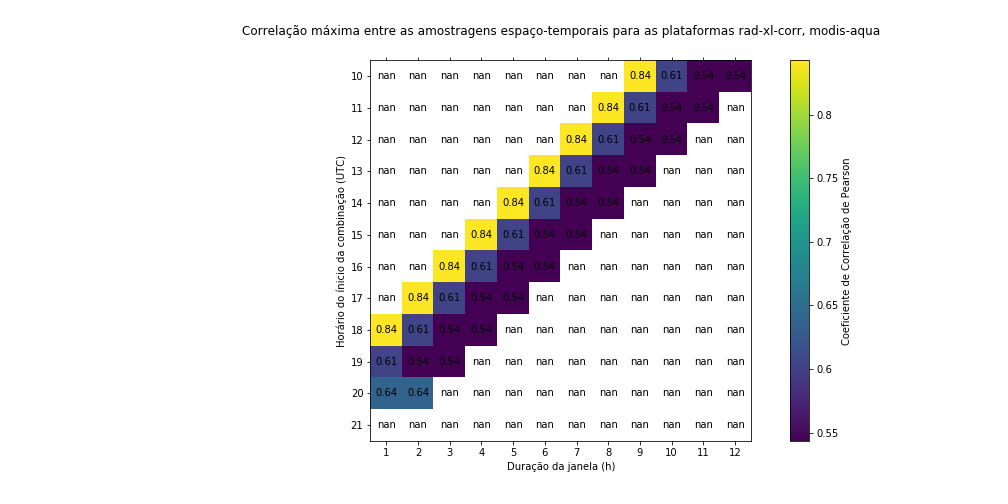 Correlação máxima entre as amostragens espaço-temporais para as plataformas rad-xl-corr, modis-aqua
10 nan nan nan nan nan nan nan nan 0.84 0.61 0.54 0.54
11 nan nan nan nan nan nan nan 0.84 0.61 0.54 0.54 nan
12 nan nan nan nan nan nan 0.84 0.61 0.54 0.54 nan nan
13 nan nan nan nan nan 0.84 0.61 0.54 0.54 nan nan nan
14 nan nan nan nan 0.84 0.61 0.54 0.54 nan nan nan nan
15 nan nan nan 0.84 0.61 0.54 0.54 nan nan nan nan nan
16 nan nan 0.84 0.61 0.54 0.54 nan nan nan nan nan nan
17 nan 0.84 0.61 0.54 0.54 nan nan nan nan nan nan nan
18 0.84 0.61 0.54 0.54 nan nan nan nan nan nan nan nan
19 0.61 0.54 0.54 nan nan nan nan nan nan nan nan nan
20 0.64 0.64 nan nan nan nan nan nan nan nan nan nan
21 nan nan nan nan nan nan nan nan nan nan nan nan
1 2 3 4 5 6 7 8 9 10 11 12
Duração da janela (h)
Horário do ínicio da combinação (UTC)
0.8
0.75
0.7
0.65
0.6
0.55
Coeficiente de Correlação de Pearson